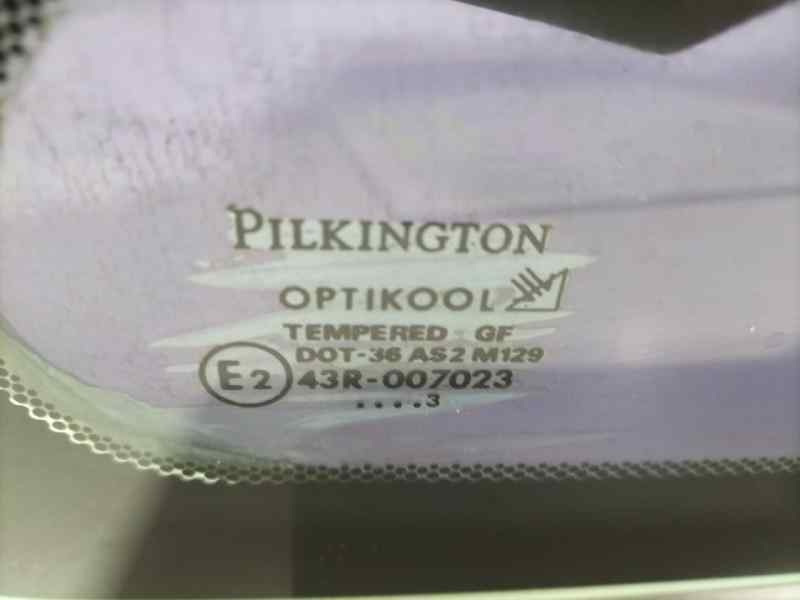 PILKINGTON
OPTIKOOL
TEMPERED GF
DOT-36 AS2 M129
E2 43R-007023
....3